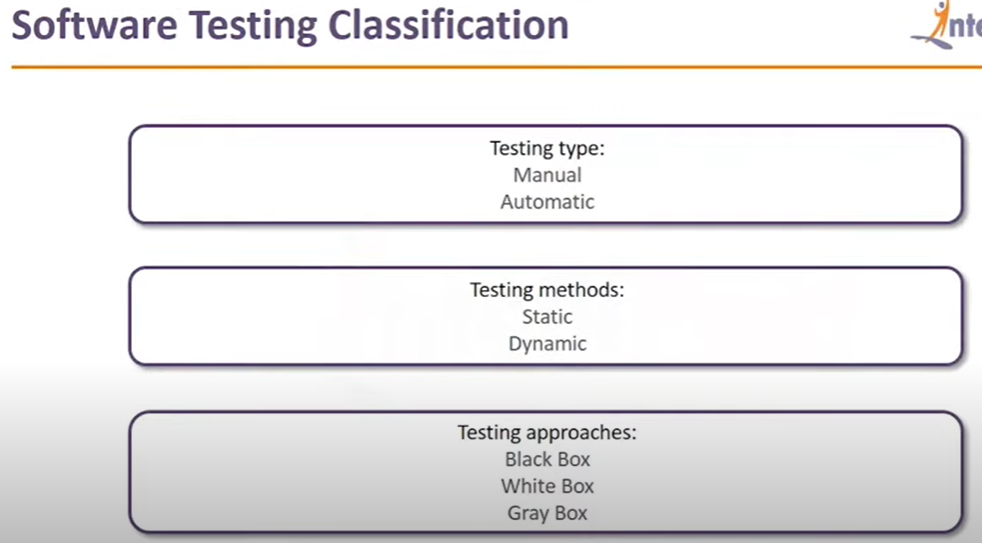 Software Testing Classification
Testing type:
Manual
Automatic
Testing methods:
Static
Dynamic
Testing approaches:
Black Box
White Box
Gray Box